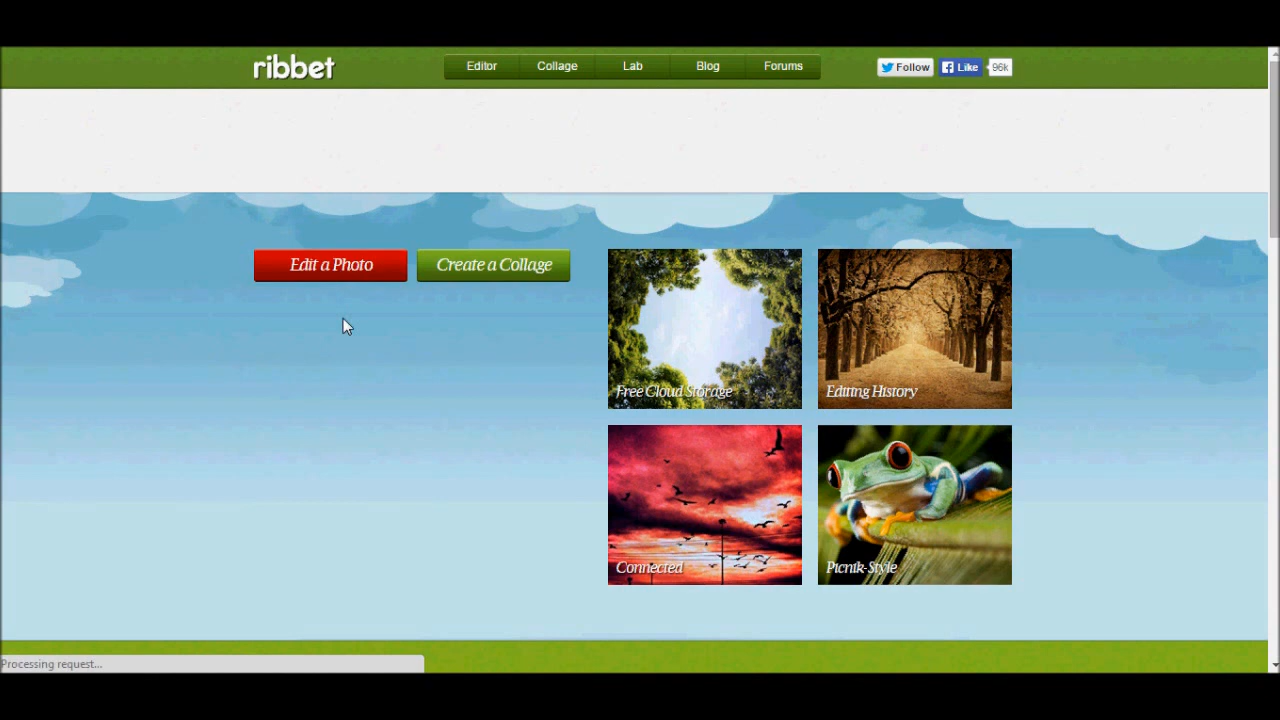 ribbet
Editor Collage Lab Blog Forums
Follow Like 96k
Edit a Photo Create a Collage
Free Cloud Storage Editing History
Connected Picnik-Style
Processing request...